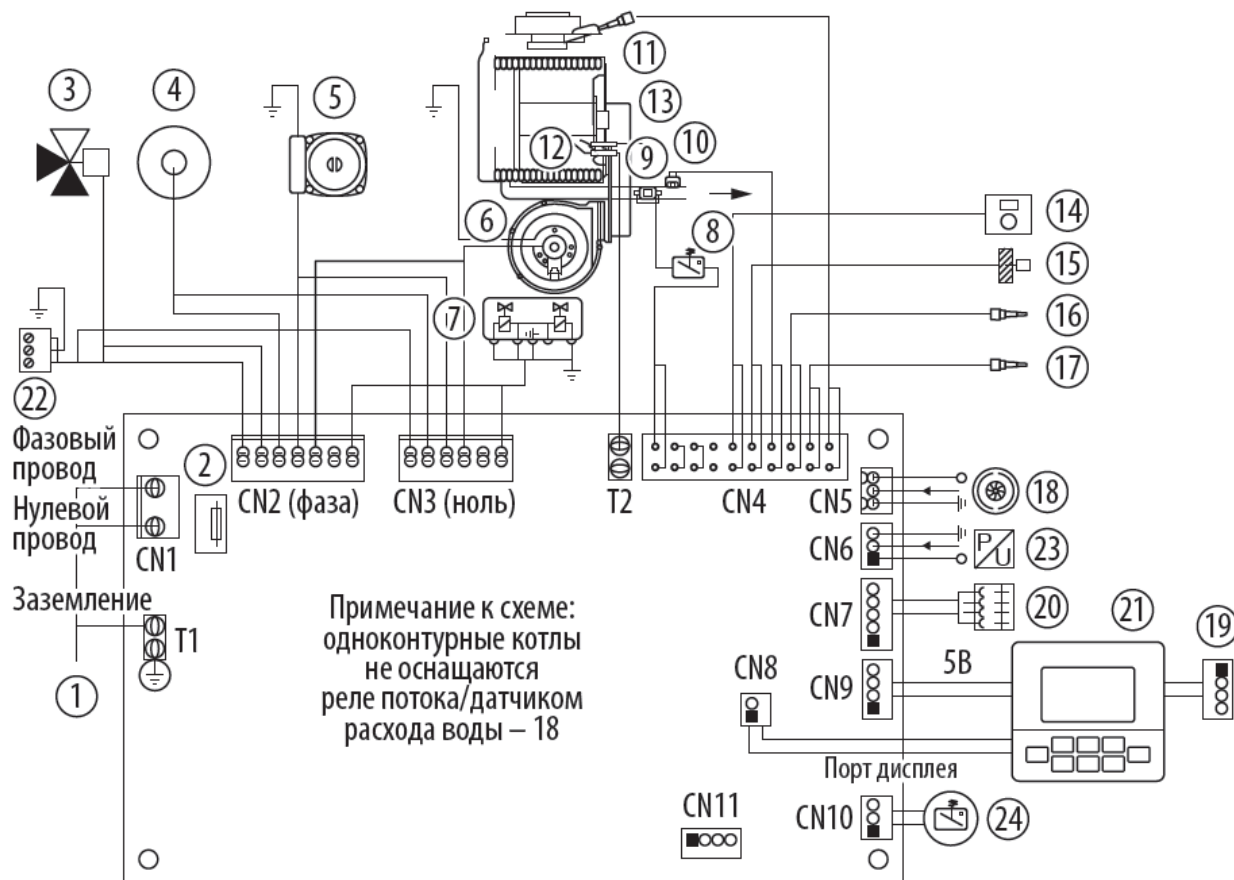 3
4
5
11
13
10
12
9
6
8
14
15
7
16
17
22
Фазовый
провод
2
Нулевой
провод
CN1
CN2 (фаза)
CN3 (ноль)
T2
CN4
CN5
18
CN6
P/U
23
Заземление
T1
1
Примечание к схеме:
одноконтурные котлы
не оснащаются
реле потока/датчиком
расхода воды – 18
CN7
20
21
19
CN8
CN9
5В
Порт дисплея
CN11
CN10
24